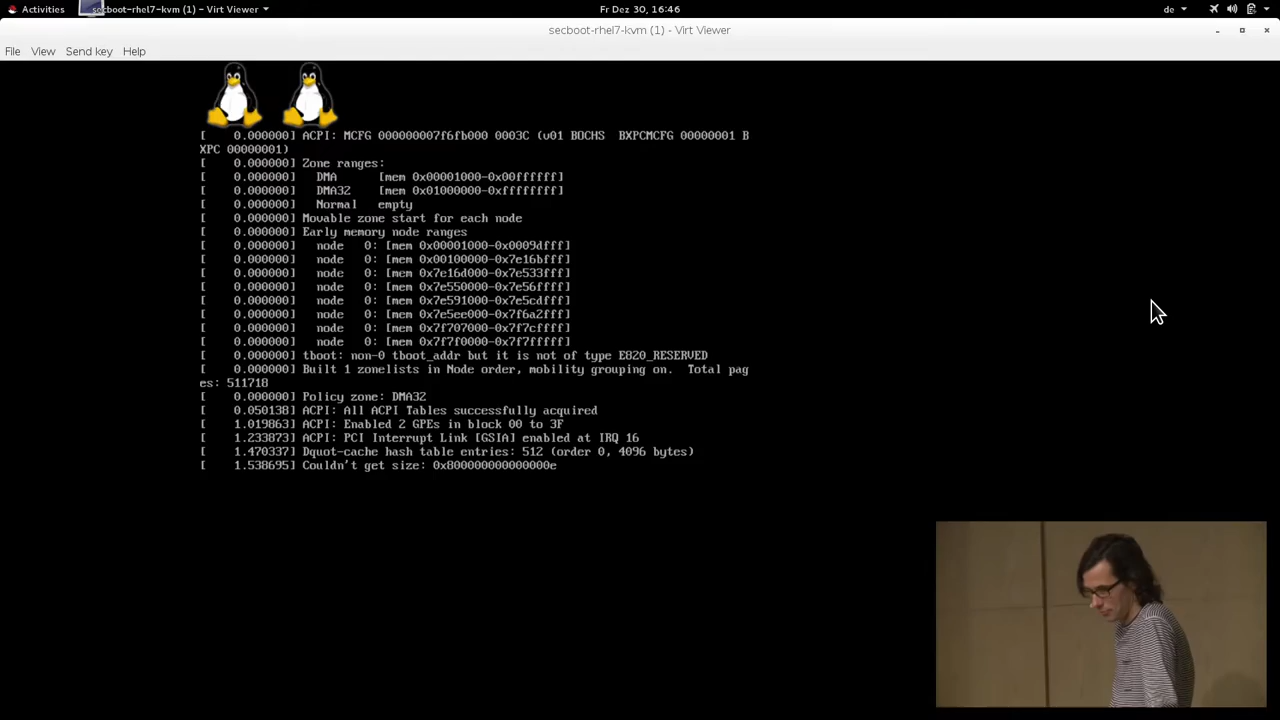 Activities secboot-rhel7-kvm (1) - Virt Viewer Fr Dez 30, 16:46 de
secboot-rhel7-kvm (1) - Virt Viewer
File View Send key Help
[    0.000000] ACPI: MCFG 000000007f6fb000 0003C (v01 BOCHS  BXPCMCFG 00000001 B
XPC 00000001)
[    0.000000] Zone ranges:
[    0.000000]   DMA      [mem 0x00001000-0x00ffffff]
[    0.000000]   DMA32    [mem 0x01000000-0xffffffff]
[    0.000000]   Normal   empty
[    0.000000] Movable zone start for each node
[    0.000000] Early memory node ranges
[    0.000000]   node   0: [mem 0x00001000-0x0009dfff]
[    0.000000]   node   0: [mem 0x00100000-0x7e16bfff]
[    0.000000]   node   0: [mem 0x7e16d000-0x7e533fff]
[    0.000000]   node   0: [mem 0x7e550000-0x7e56ffff]
[    0.000000]   node   0: [mem 0x7e591000-0x7e5cdfff]
[    0.000000]   node   0: [mem 0x7e5ee000-0x7f6a2fff]
[    0.000000]   node   0: [mem 0x7f707000-0x7f7cffff]
[    0.000000]   node   0: [mem 0x7f7f0000-0x7f7fffff]
[    0.000000] tboot: non-0 tboot_addr but it is not of type E820_RESERVED
[    0.000000] Built 1 zonelists in Node order, mobility grouping on.  Total pag
es: 511718
[    0.000000] Policy zone: DMA32
[    0.050138] ACPI: All ACPI Tables successfully acquired
[    1.019863] ACPI: Enabled 2 GPEs in block 00 to 3F
[    1.233873] ACPI: PCI Interrupt Link [GSIA] enabled at IRQ 16
[    1.470337] Dquot-cache hash table entries: 512 (order 0, 4096 bytes)
[    1.538695] Couldn't get size: 0x800000000000000e